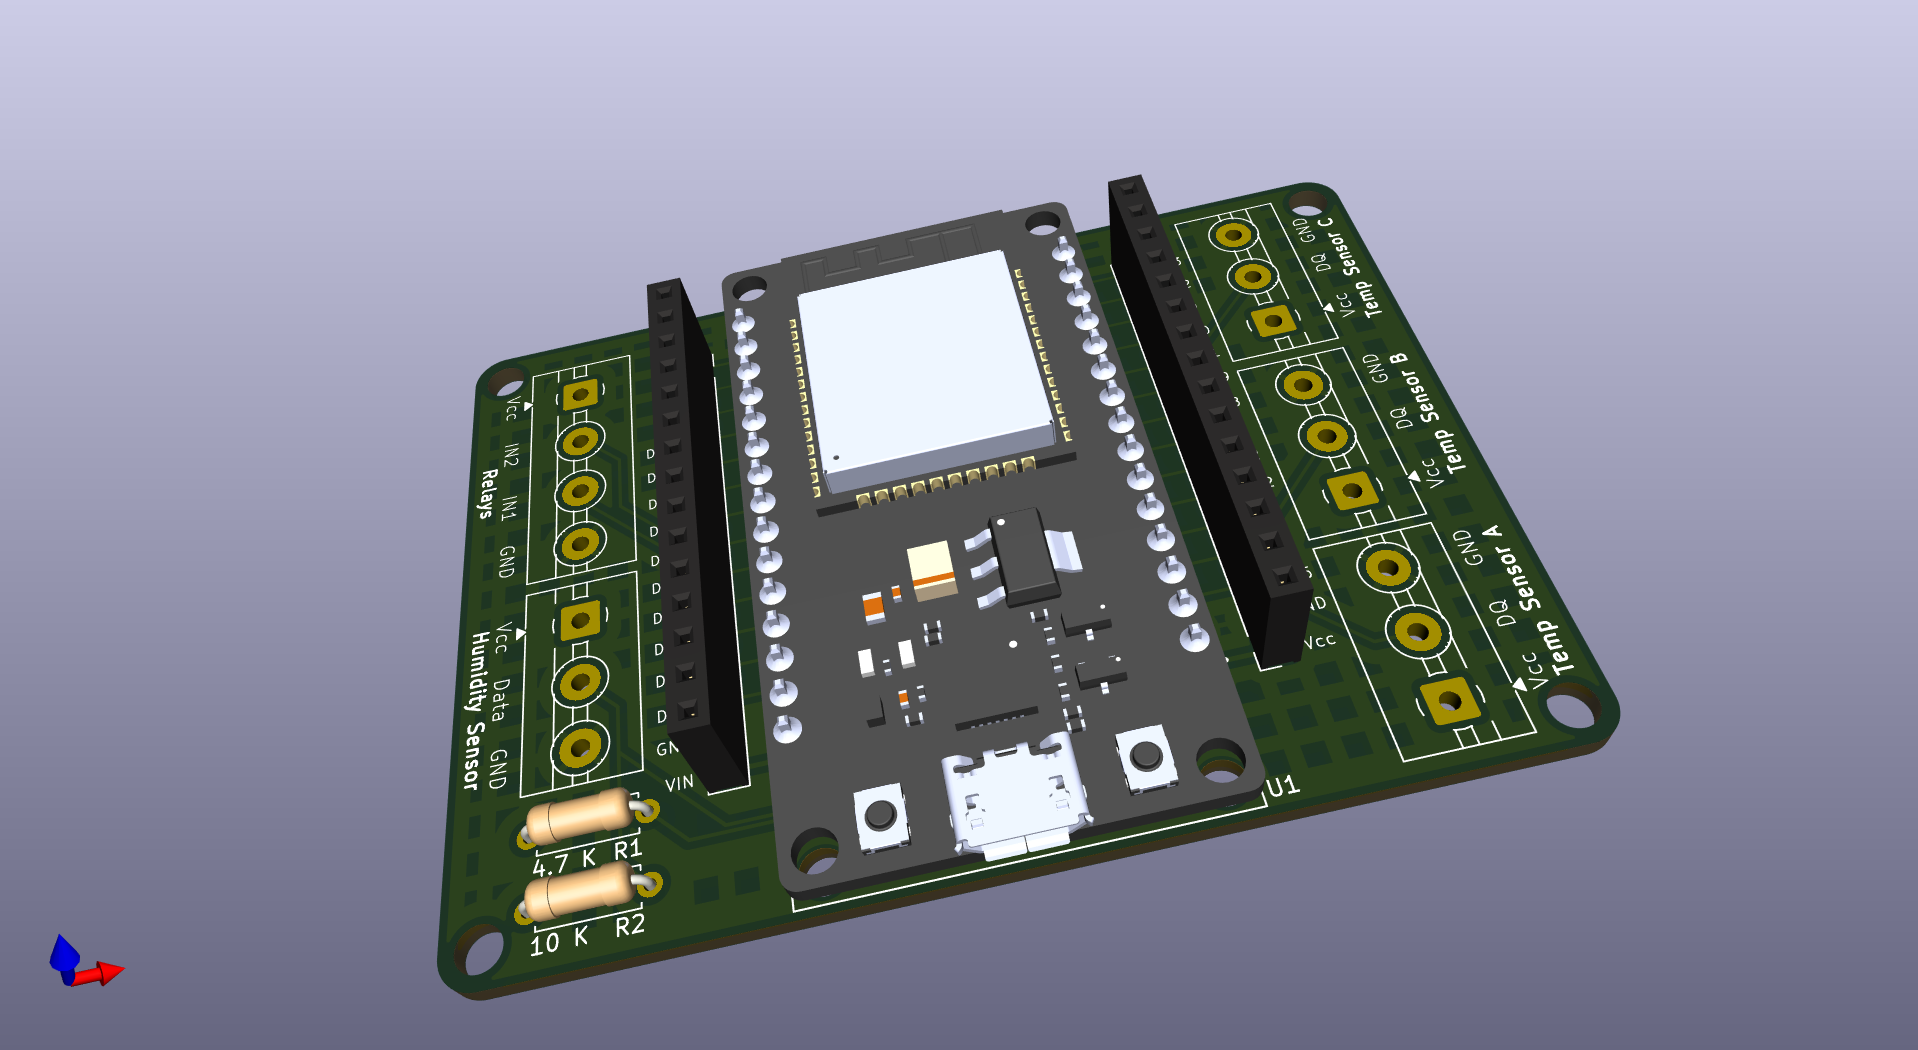 Relays
Vcc
IN2
IN1
GND
Humidity Sensor
Vcc
Data
GND
4.7 K R1
10 K R2
D
D
D
D
D
D
D
D
D
D
VIN
U1
Vcc
Temp Sensor C
GND
DQ
Vcc
Temp Sensor B
GND
DQ
Vcc
Temp Sensor A
GND
DQ
Vcc